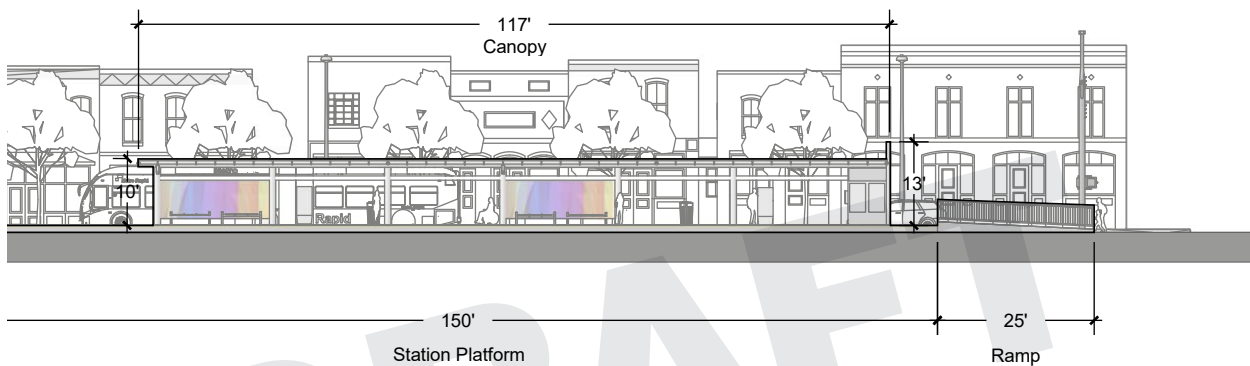 117'
Canopy
10'
13'
Rapid
150'
25'
Station Platform
Ramp
DRAFT